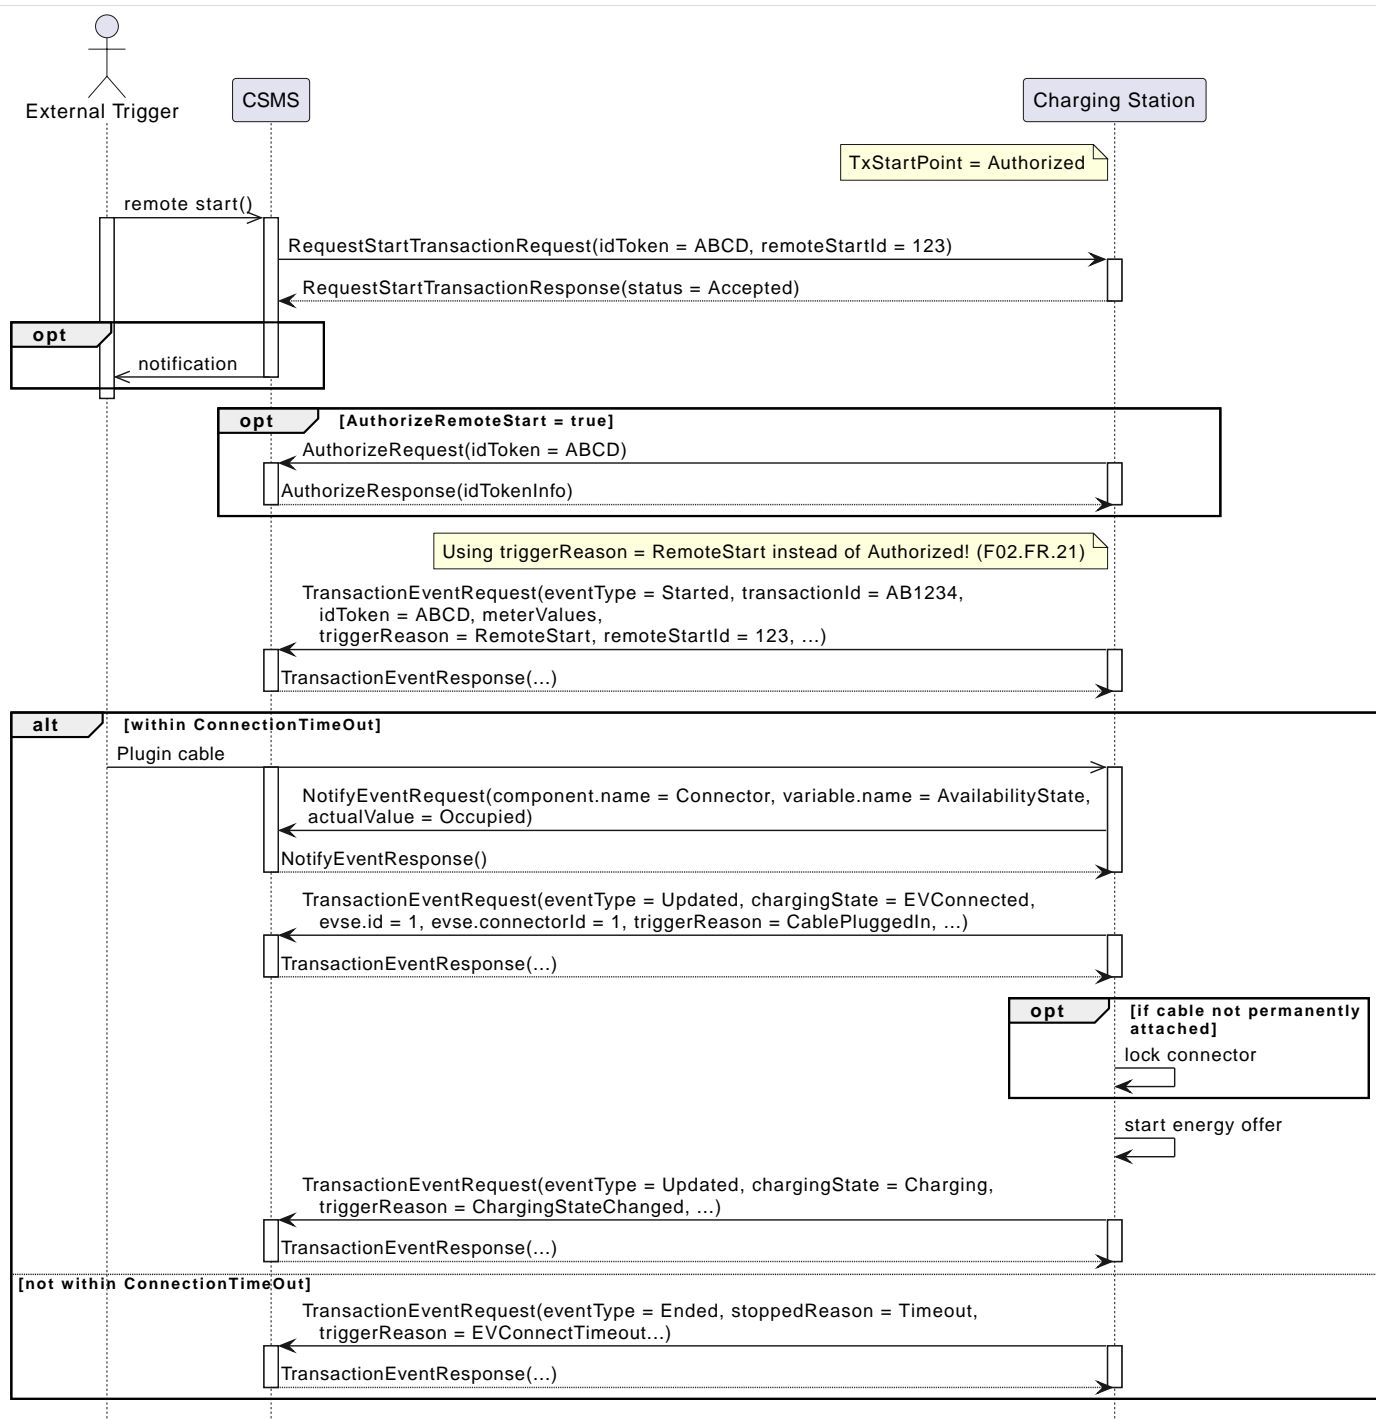 External Trigger
CSMS
Charging Station
TxStartPoint = Authorized
remote start()
RequestStartTransactionRequest(idToken = ABCD, remoteStartId = 123)
RequestStartTransactionResponse(status = Accepted)
opt
notification
opt
[AuthorizeRemoteStart = true]
AuthorizeRequest(idToken = ABCD)
AuthorizeResponse(idTokenInfo)
Using triggerReason = RemoteStart instead of Authorized! (F02.FR.21)
TransactionEventRequest(eventType = Started, transactionId = AB1234,
idToken = ABCD, meterValues,
triggerReason = RemoteStart, remoteStartId = 123, ...)
TransactionEventResponse(...)
alt
[within ConnectionTimeOut]
Plugin cable
NotifyEventRequest(component.name = Connector, variable.name = AvailabilityState,
actualValue = Occupied)
NotifyEventResponse()
TransactionEventRequest(eventType = Updated, chargingState = EVConnected,
evse.id = 1, evse.connectorId = 1, triggerReason = CablePluggedIn, ...)
TransactionEventResponse(...)
opt
[if cable not permanently
attached]
lock connector
start energy offer
TransactionEventRequest(eventType = Updated, chargingState = Charging,
triggerReason = ChargingStateChanged, ...)
TransactionEventResponse(...)
[not within ConnectionTimeOut]
TransactionEventRequest(eventType = Ended, stoppedReason = Timeout,
triggerReason = EVConnectTimeout...)
TransactionEventResponse(...)